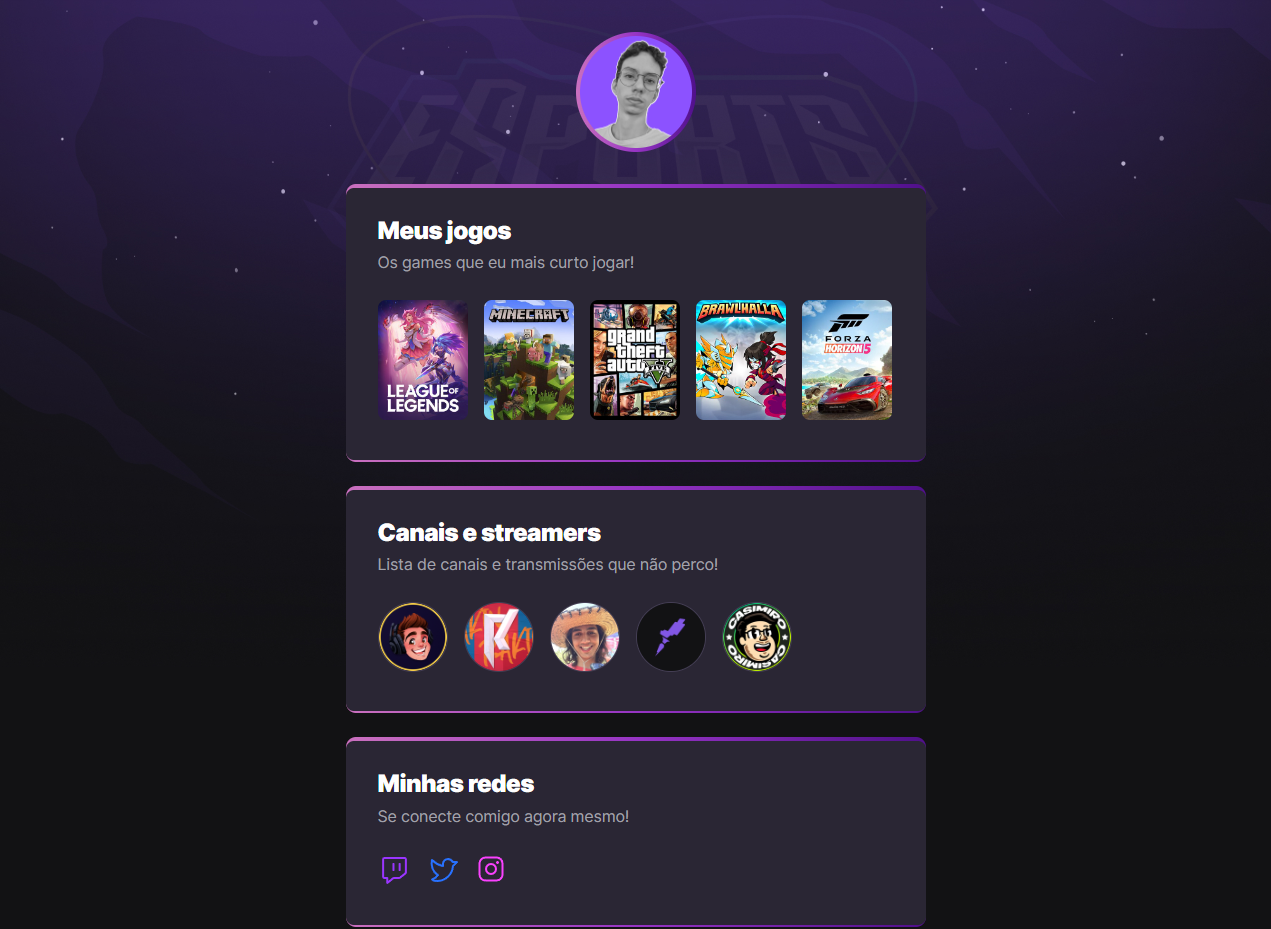 ESPORTS
Meus jogos
Os games que eu mais curto jogar!
LEAGUE OF
LEGENDS
MINECRAFT
grand
theft
auto
V
BRAWLHALLA
FORZA
HORIZON 5
Canais e streamers
Lista de canais e transmissões que não perco!
CASIMIRO
CASIMIRO
Minhas redes
Se conecte comigo agora mesmo!